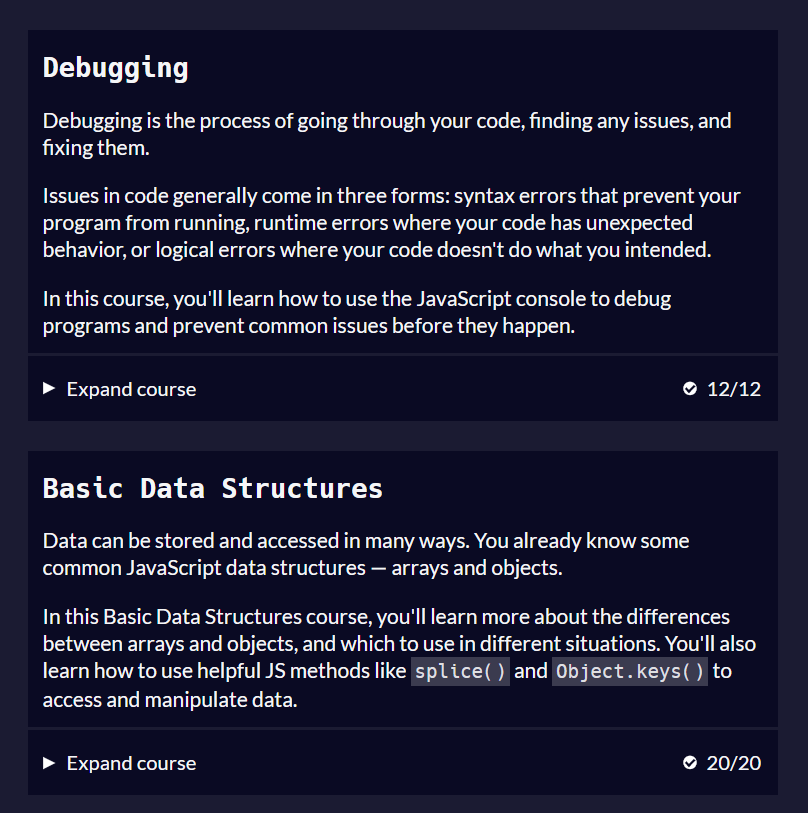 Debugging
Debugging is the process of going through your code, finding any issues, and
fixing them.
Issues in code generally come in three forms: syntax errors that prevent your
program from running, runtime errors where your code has unexpected
behavior, or logical errors where your code doesn't do what you intended.
In this course, you'll learn how to use the JavaScript console to debug
programs and prevent common issues before they happen.
Expand course 12/12
Basic Data Structures
Data can be stored and accessed in many ways. You already know some
common JavaScript data structures — arrays and objects.
In this Basic Data Structures course, you'll learn more about the differences
between arrays and objects, and which to use in different situations. You'll also
learn how to use helpful JS methods like splice() and Object.keys() to
access and manipulate data.
Expand course 20/20